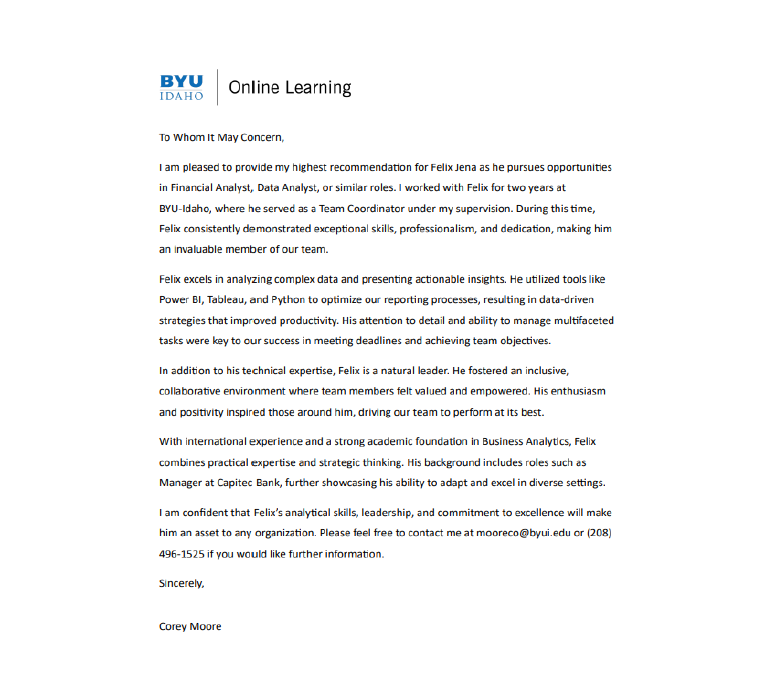 BYU
IDAHO
Online Learning
To Whom It May Concern,
I am pleased to provide my highest recommendation for Felix Jena as he pursues opportunities
in Financial Analyst, Data Analyst, or similar roles. I worked with Felix for two years at
BYU-Idaho, where he served as a Team Coordinator under my supervision. During this time,
Felix consistently demonstrated exceptional skills, professionalism, and dedication, making him
an invaluable member of our team.
Felix excels in analyzing complex data and presenting actionable insights. He utilized tools like
Power BI, Tableau, and Python to optimize our reporting processes, resulting in data-driven
strategies that improved productivity. His attention to detail and ability to manage multifaceted
tasks were key to our success in meeting deadlines and achieving team objectives.
In addition to his technical expertise, Felix is a natural leader. He fostered an inclusive,
collaborative environment where team members felt valued and empowered. His enthusiasm
and positivity inspired those around him, driving our team to perform at its best.
With international experience and a strong academic foundation in Business Analytics, Felix
combines practical expertise and strategic thinking. His background includes roles such as
Manager at Capitec Bank, further showcasing his ability to adapt and excel in diverse settings.
I am confident that Felix's analytical skills, leadership, and commitment to excellence will make
him an asset to any organization. Please feel free to contact me at mooreco@byui.edu or (208)
496-1525 if you would like further information.
Sincerely,
Corey Moore